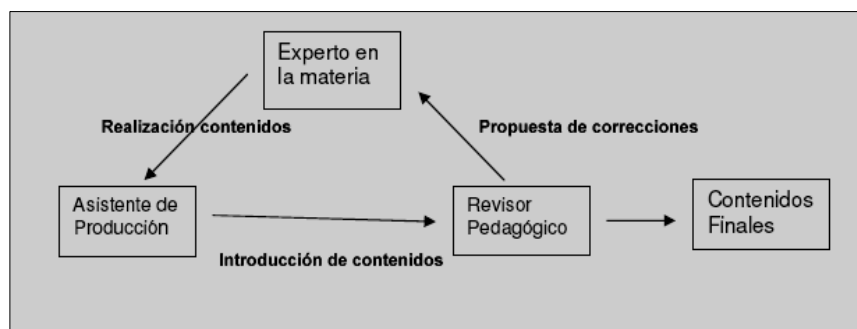 Experto en
la materia
Realización contenidos
Propuesta de correcciones
Asistente de
Producción
Revisor
Pedagógico
Contenidos
Finales
Introducción de contenidos